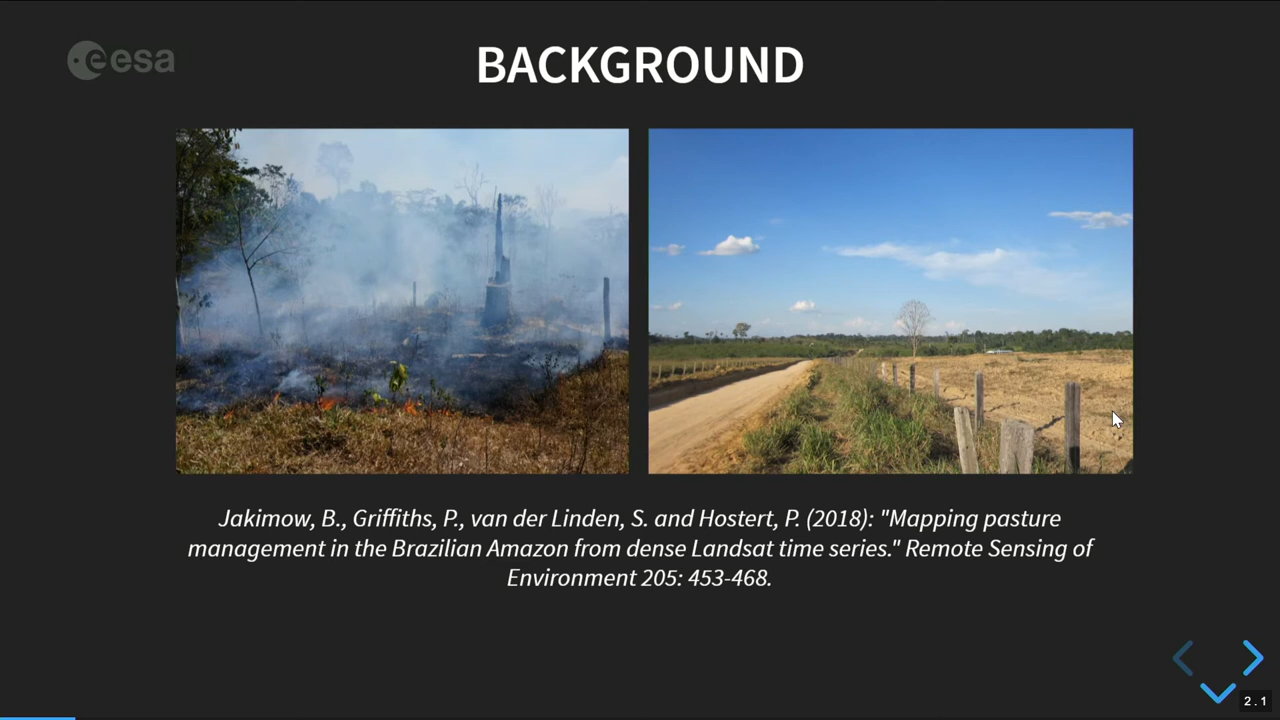 esa
BACKGROUND
Jakimow, B., Griffiths, P., van der Linden, S. and Hostert, P. (2018): "Mapping pasture
management in the Brazilian Amazon from dense Landsat time series." Remote Sensing of
Environment 205: 453-468.
2.1